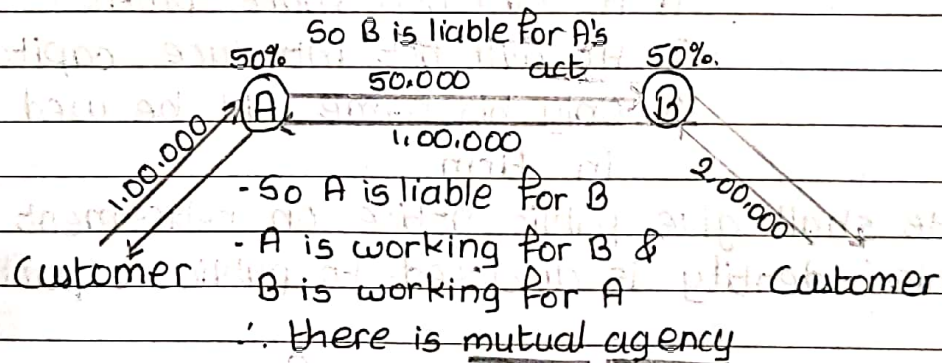 So B is liable for A's
act
50% 50%.
50.000
A B
1.00.000
1.00.000
2.00.000
- So A is liable for B
- A is working for B &
B is working for A
Customer Customer
∴ there is mutual agency